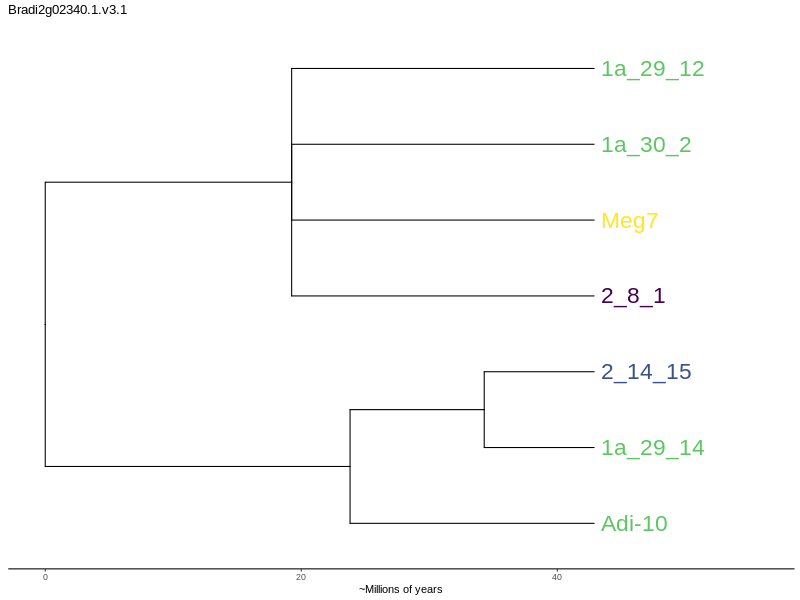 Bradi2g02340.1.v3.1
1a_29_12
1a_30_2
Meg7
2_8_1
2_14_15
1a_29_14
Adi-10
0 20 40
~Millions of years